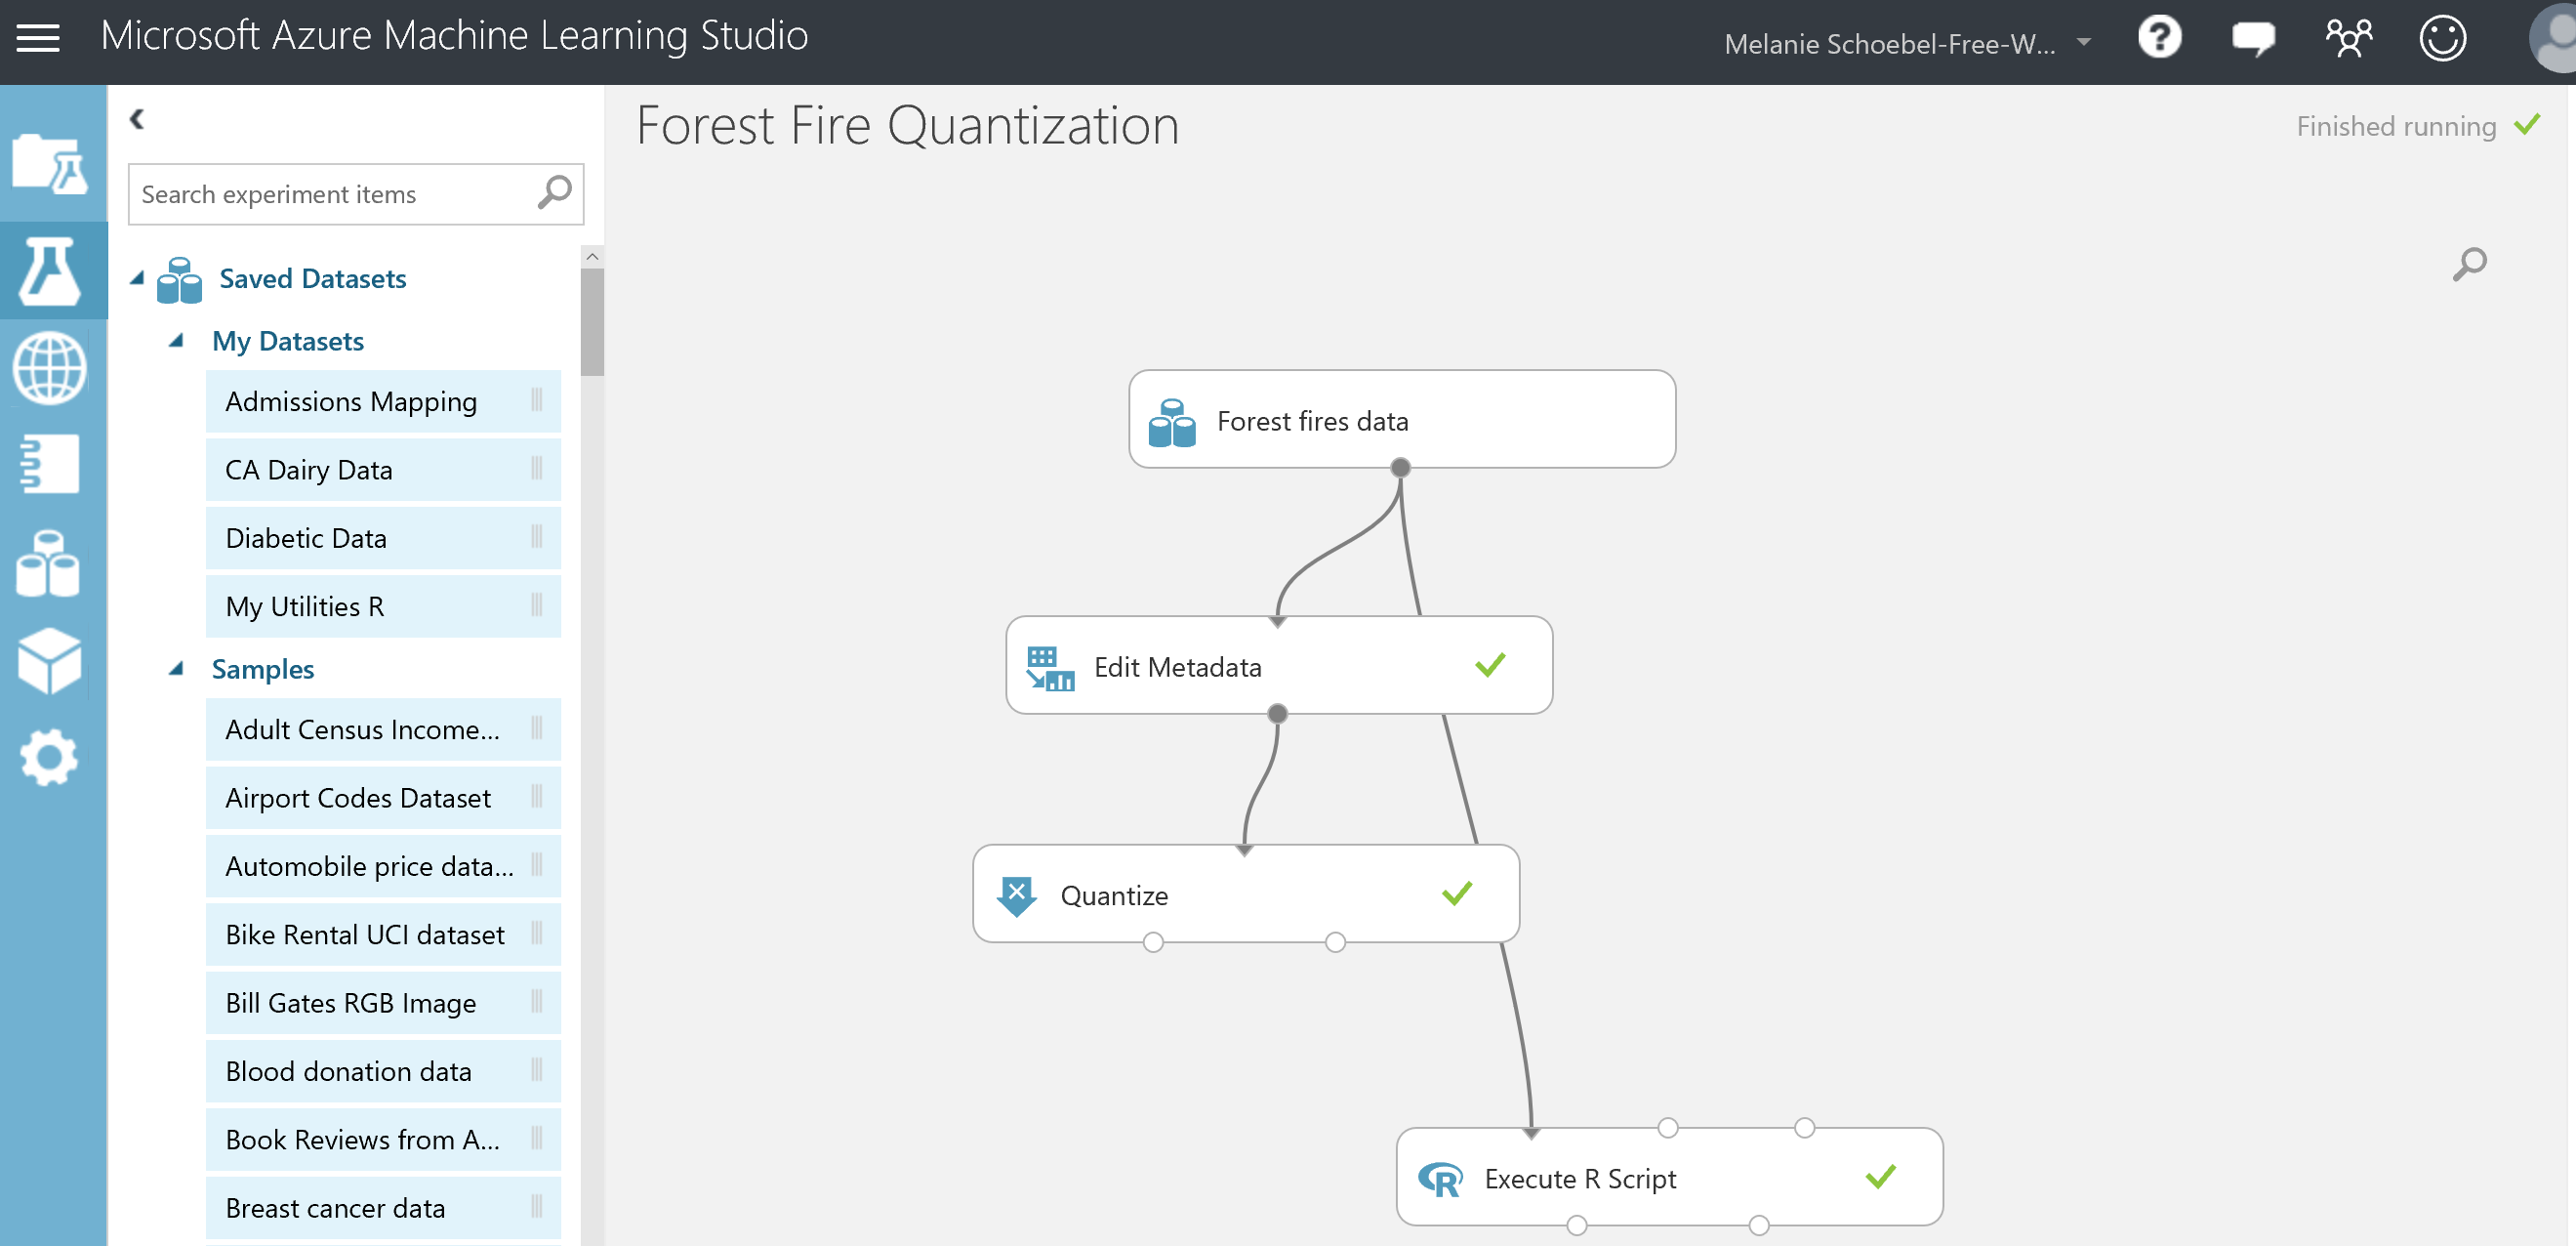 Microsoft Azure Machine Learning Studio
Melanie Schoebel-Free-W...
Search experiment items
Saved Datasets
My Datasets
Admissions Mapping
CA Dairy Data
Diabetic Data
My Utilities R
Samples
Adult Census Income...
Airport Codes Dataset
Automobile price data...
Bike Rental UCI dataset
Bill Gates RGB Image
Blood donation data
Book Reviews from A...
Breast cancer data
Forest Fire Quantization
Finished running
Forest fires data
Edit Metadata
Quantize
Execute R Script